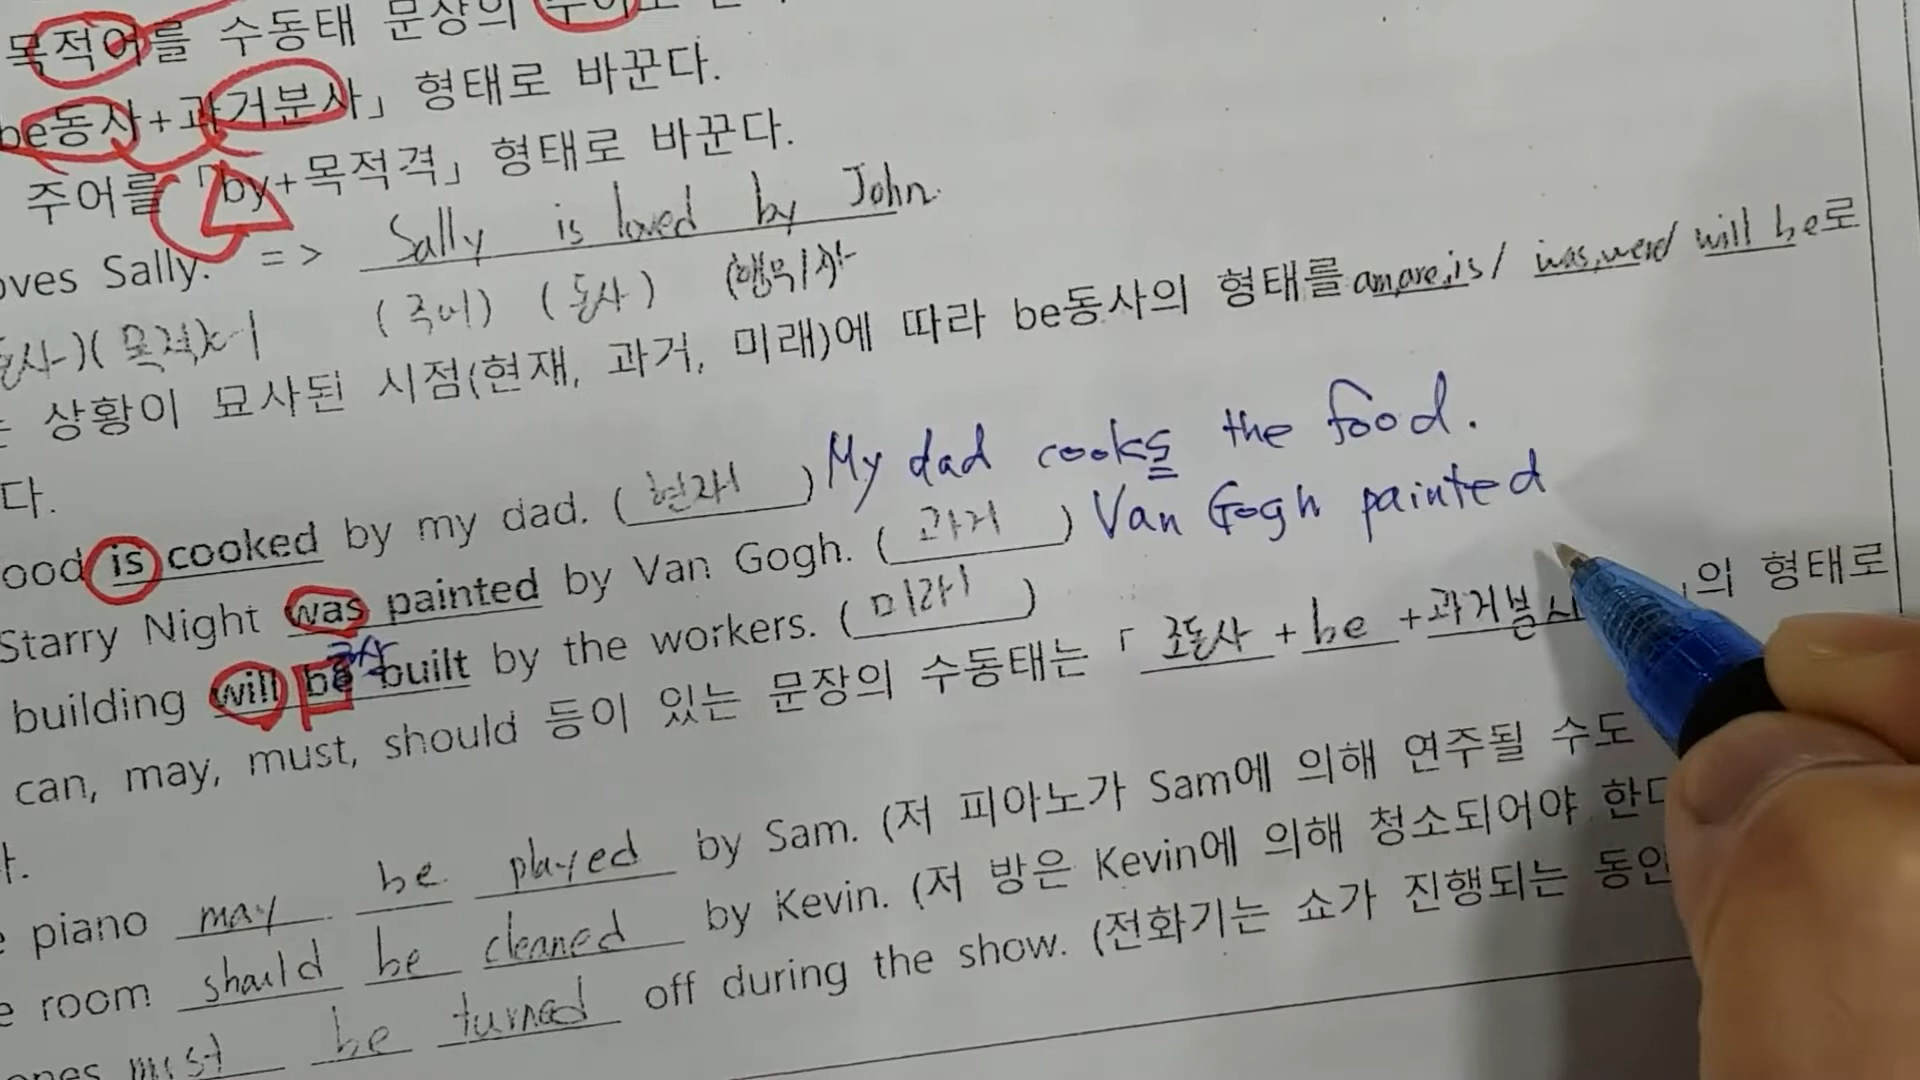 목적어를 수동태 문장의 주어로
be동사+과거분사」 형태로 바꾼다.
주어를 「by+목적격」 형태로 바꾼다.
oves Sally. => Sally is loved by John.
(목적어 (주어) (동사) (행위자
상황이 묘사된 시점(현재, 과거, 미래)에 따라 be동사의 형태를 am,are,is / was,were/ will be로
다.
ood is cooked by my dad. (현재) My dad cooks the food.
Starry Night was painted by Van Gogh. (과거) Van Gogh painted
building will be built by the workers. (미래)
can, may, must, should 등이 있는 문장의 수동태는 「조동사 + be + 과거분사」의 형태로
piano may be played by Sam. (저 피아노가 Sam에 의해 연주될 수도
room should be cleaned by Kevin. (저 방은 Kevin에 의해 청소되어야 한다
ones must be turned off during the show. (전화기는 쇼가 진행되는 동안